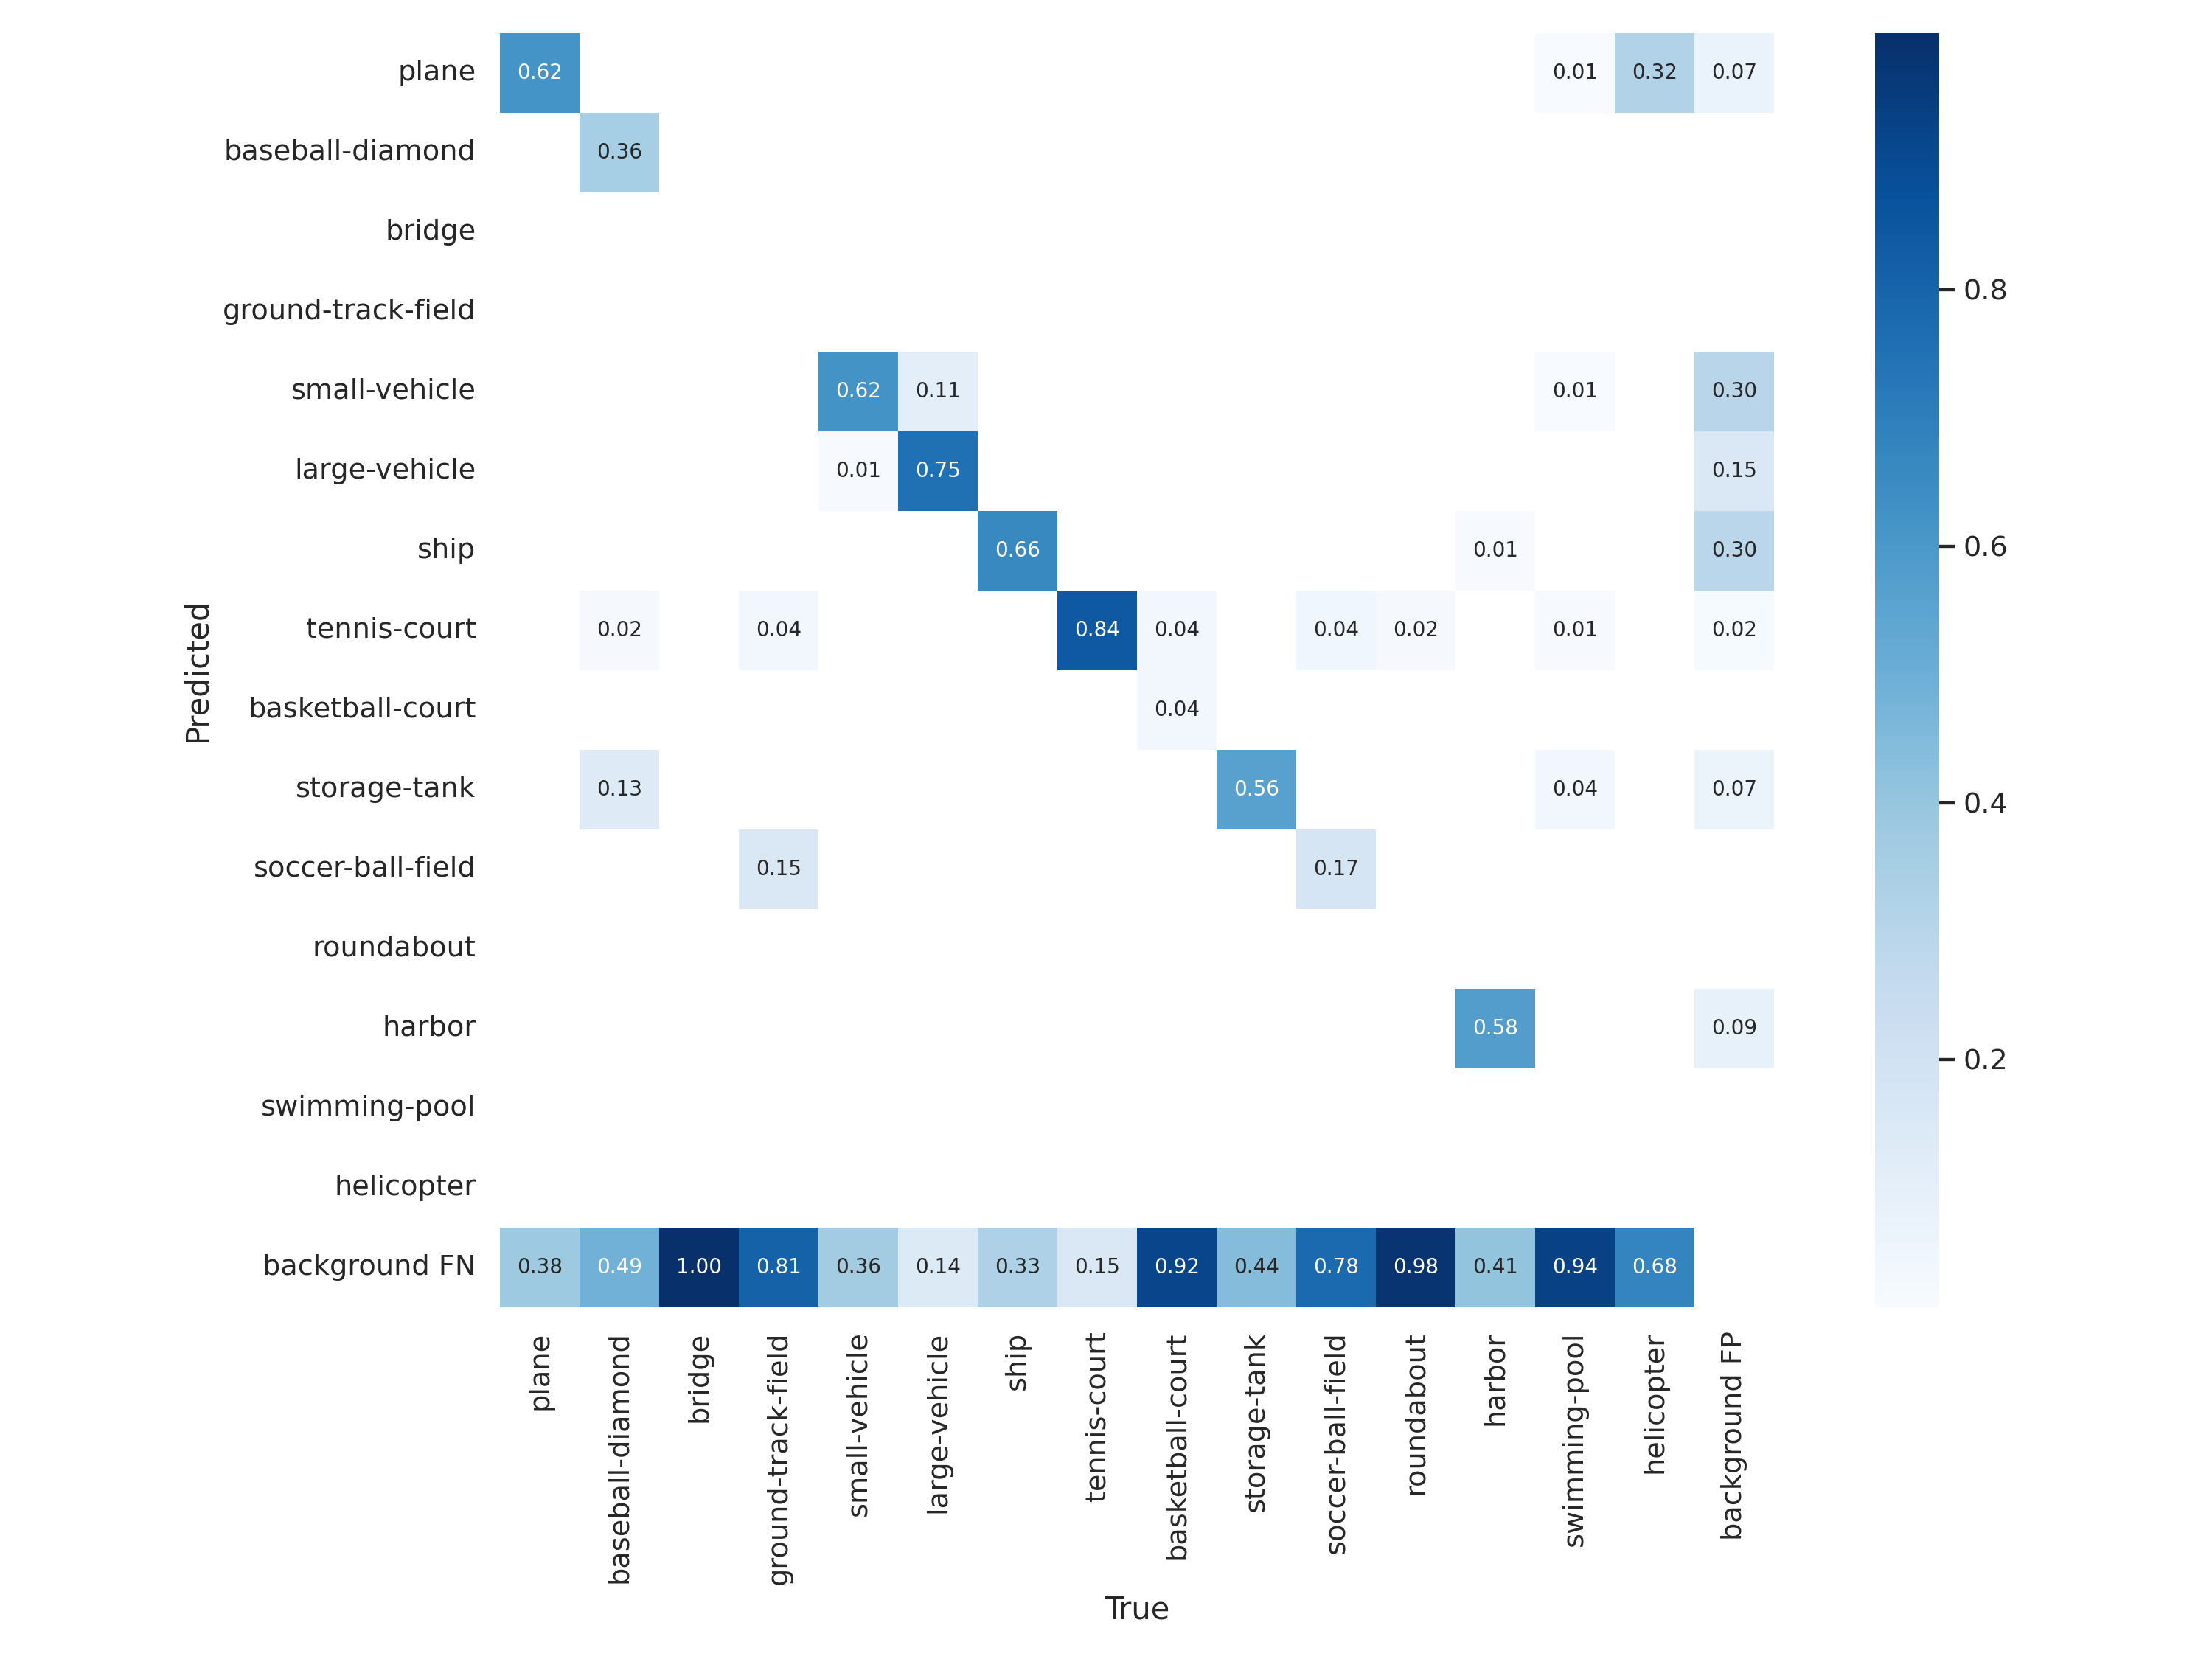 plane 0.62 0.01 0.32 0.07
baseball-diamond 0.36
bridge
ground-track-field
small-vehicle 0.62 0.11 0.01 0.30
large-vehicle 0.01 0.75 0.15
ship 0.66 0.01 0.30
tennis-court 0.02 0.04 0.84 0.04 0.04 0.02 0.01 0.02
basketball-court 0.04
storage-tank 0.13 0.56 0.04 0.07
soccer-ball-field 0.15 0.17
roundabout
harbor 0.58 0.09
swimming-pool
helicopter
background FN 0.38 0.49 1.00 0.81 0.36 0.14 0.33 0.15 0.92 0.44 0.78 0.98 0.41 0.94 0.68
Predicted
plane
baseball-diamond
bridge
ground-track-field
small-vehicle
large-vehicle
ship
tennis-court
basketball-court
storage-tank
soccer-ball-field
roundabout
harbor
swimming-pool
helicopter
background FP
True
0.8
0.6
0.4
0.2